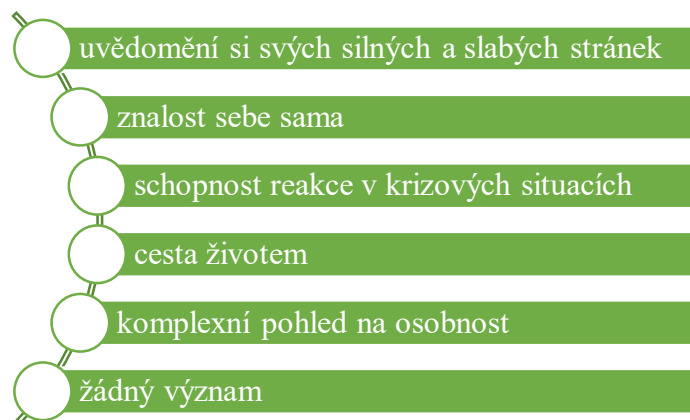 uvědomění si svých silných a slabých stránek
znalost sebe sama
schopnost reakce v krizových situacích
cesta životem
komplexní pohled na osobnost
žádný význam